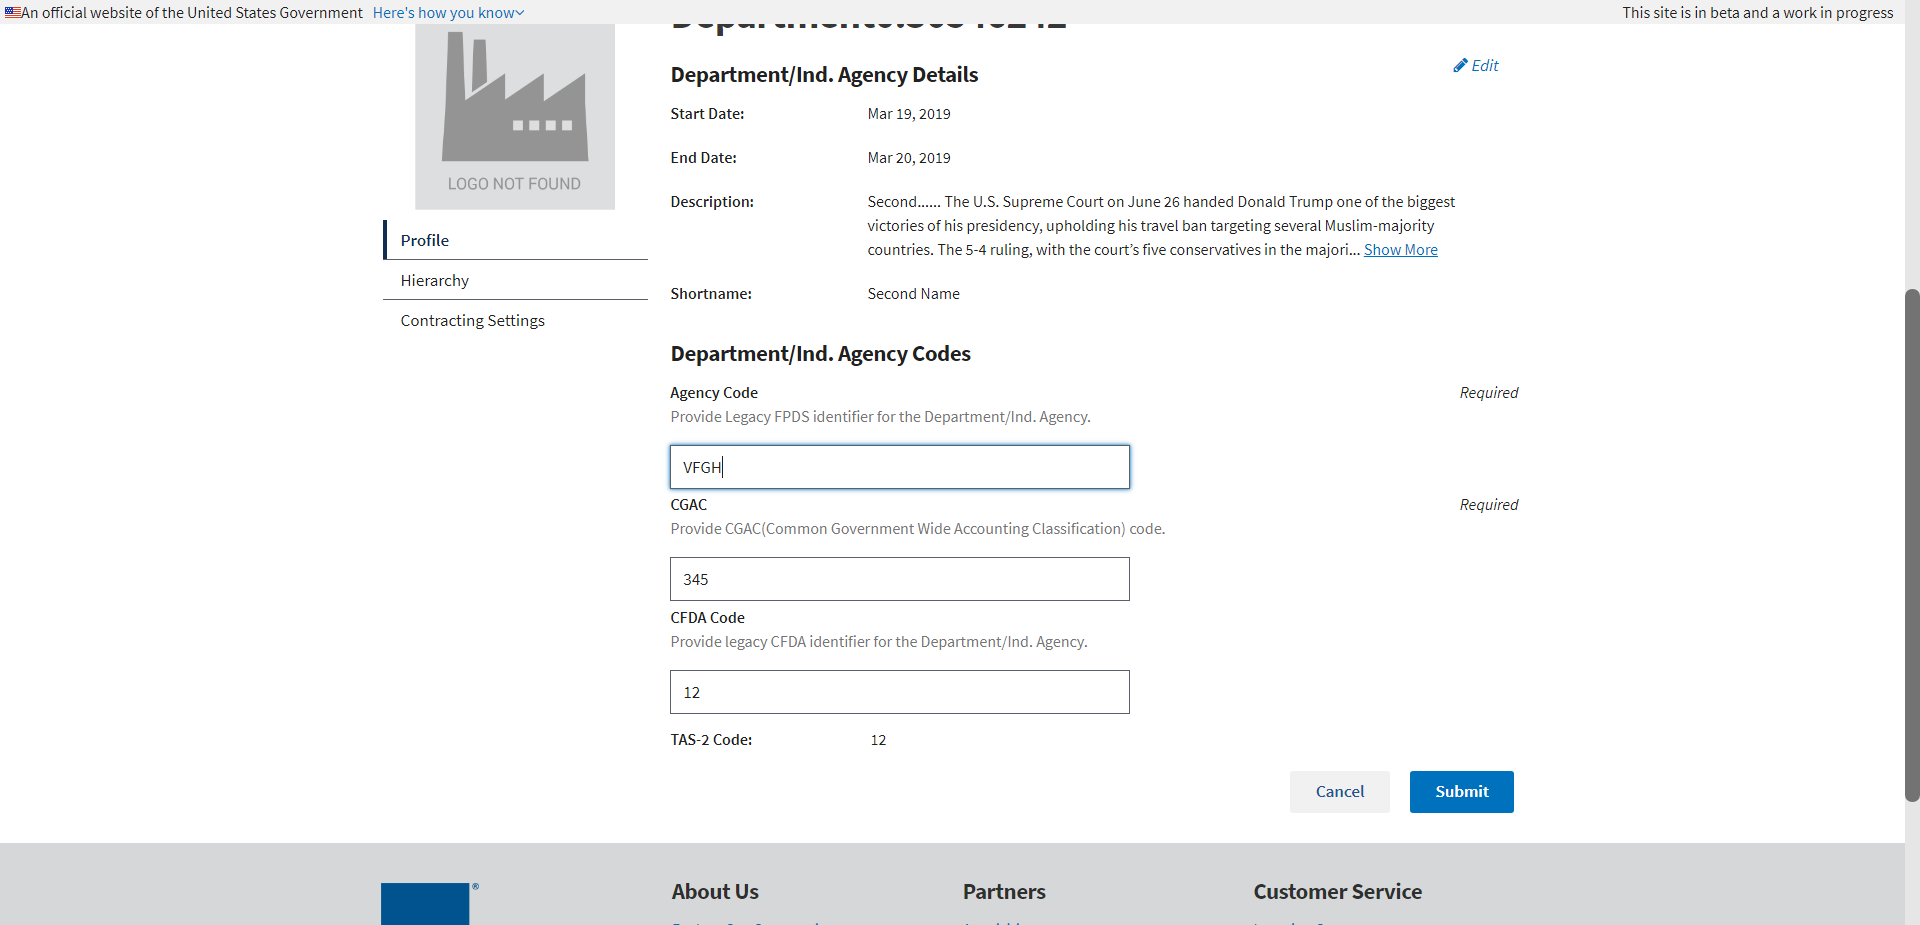 An official website of the United States Government Here's how you know This site is in beta and a work in progress
Department/Ind. Agency Details
Edit
Start Date: Mar 19, 2019
End Date: Mar 20, 2019
Description: Second...... The U.S. Supreme Court on June 26 handed Donald Trump one of the biggest
victories of his presidency, upholding his travel ban targeting several Muslim-majority
countries. The 5-4 ruling, with the court’s five conservatives in the majori... Show More
Shortname: Second Name
LOGO NOT FOUND
Profile
Hierarchy
Contracting Settings
Department/Ind. Agency Codes
Agency Code Required
Provide Legacy FPDS identifier for the Department/Ind. Agency.
VFGH
CGAC Required
Provide CGAC(Common Government Wide Accounting Classification) code.
345
CFDA Code
Provide legacy CFDA identifier for the Department/Ind. Agency.
12
TAS-2 Code: 12
Cancel Submit
®
About Us Partners Customer Service